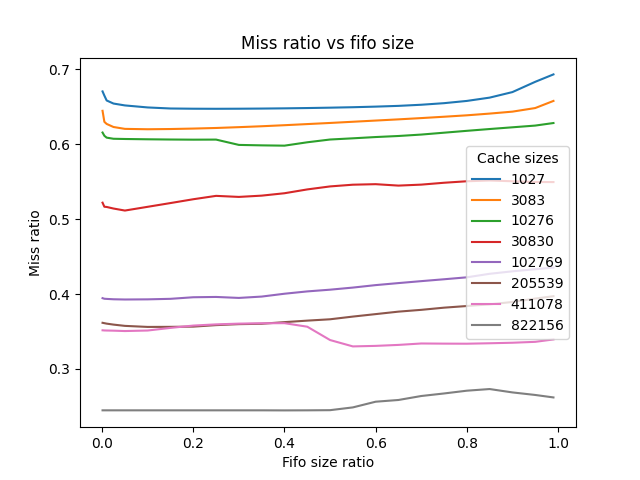 Miss ratio vs fifo size
0.7
0.6
0.5
0.4
0.3
Miss ratio
Cache sizes
1027
3083
10276
30830
102769
205539
411078
822156
0.0 0.2 0.4 0.6 0.8 1.0
Fifo size ratio